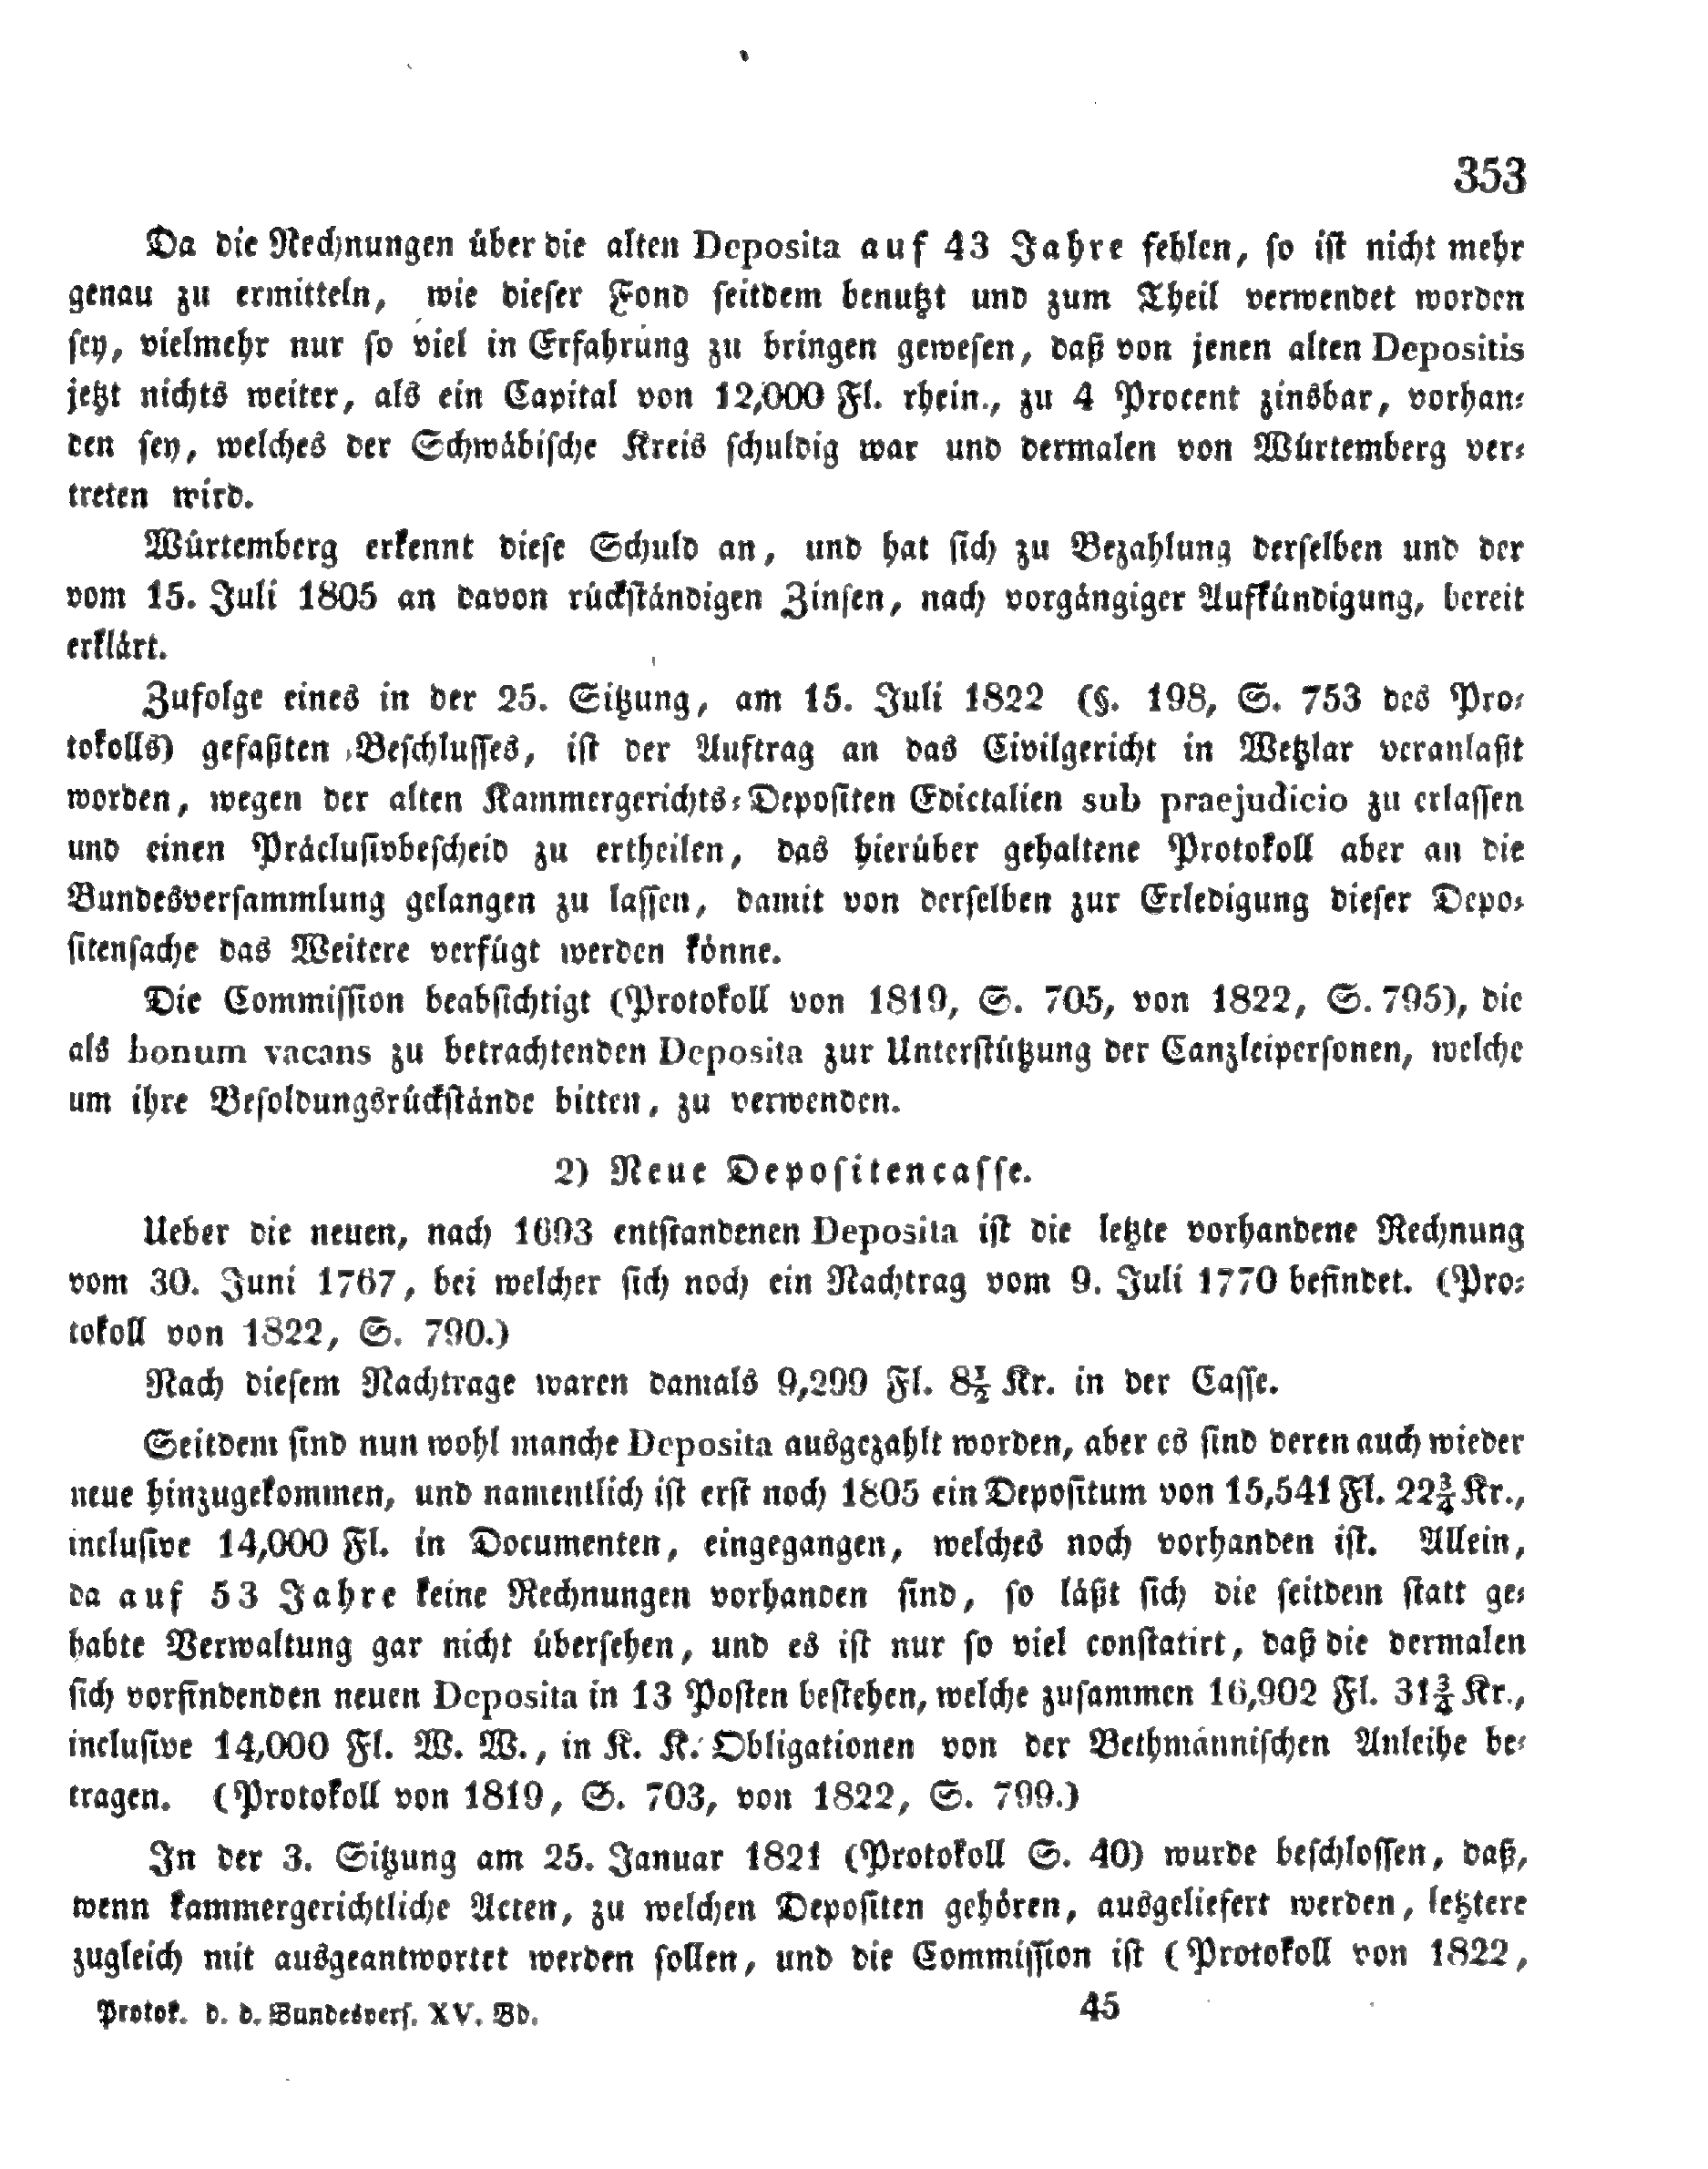 353
Da die Rechnungen über die alten Deposita auf 43 Jahre fehlen, so ist nicht mehr
genau zu ermitteln, wie dieser Fond seitdem benutzt und zum Theil verwendet worden
sey, vielmehr nur so viel in Erfahrung zu bringen gewesen, daß von jenen alten Depositis
jetzt nichts weiter, als ein Capital von 12,000 Fl. rhein., zu 4 Procent zinsbar, vorhan-
den sey, welches der Schwäbische Kreis schuldig war und dermalen von Würtemberg ver-
treten wird.
Würtemberg erkennt diese Schuld an, und hat sich zu Bezahlung derselben und der
vom 15. Juli 1805 an davon rückständigen Zinsen, nach vorgängiger Aufkündigung, bereit
erklärt.
Zufolge eines in der 25. Sitzung, am 15. Juli 1822 (§. 198, S. 753 des Pro-
tokolls) gefaßten Beschlusses, ist der Auftrag an das Civilgericht in Wetzlar veranlaßt
worden, wegen der alten Kammergerichts-Depositen Edictalien sub praejudicio zu erlassen
und einen Präclusivbescheid zu ertheilen, das hierüber gehaltene Protokoll aber an die
Bundesversammlung gelangen zu lassen, damit von derselben zur Erledigung dieser Depo-
sitensache das Weitere verfügt werden könne.
Die Commission beabsichtigt (Protokoll von 1819, S. 705, von 1822, S. 795), die
als bonum vacans zu betrachtenden Deposita zur Unterstützung der Canzleipersonen, welche
um ihre Besoldungsrückstände bitten, zu verwenden.
2) Neue Depositencasse.
Ueber die neuen, nach 1693 entstandenen Deposita ist die letzte vorhandene Rechnung
vom 30. Juni 1767, bei welcher sich noch ein Nachtrag vom 9. Juli 1770 befindet. (Pro-
tokoll von 1822, S. 790.)
Nach diesem Nachtrage waren damals 9,299 Fl. 8½ Kr. in der Casse.
Seitdem sind nun wohl manche Deposita ausgezahlt worden, aber es sind deren auch wieder
neue hinzugekommen, und namentlich ist erst noch 1805 ein Depositum von 15,541 Fl. 22¾ Kr.,
inclusive 14,000 Fl. in Documenten, eingegangen, welches noch vorhanden ist. Allein,
da auf 53 Jahre keine Rechnungen vorhanden sind, so läßt sich die seitdem statt ge-
habte Verwaltung gar nicht übersehen, und es ist nur so viel constatirt, daß die dermalen
sich vorfindenden neuen Deposita in 13 Posten bestehen, welche zusammen 16,902 Fl. 31¾ Kr.,
inclusive 14,000 Fl. W. W., in K. K. Obligationen von der Bethmännischen Anleihe be-
tragen. (Protokoll von 1819, S. 703, von 1822, S. 799.)
In der 3. Sitzung am 25. Januar 1821 (Protokoll S. 40) wurde beschlossen, daß,
wenn kammergerichtliche Acten, zu welchen Depositen gehören, ausgeliefert werden, letztere
zugleich mit ausgeantwortet werden sollen, und die Commission ist (Protokoll von 1822,
Protok. d. d. Bundesvers. XV. Bd. 45